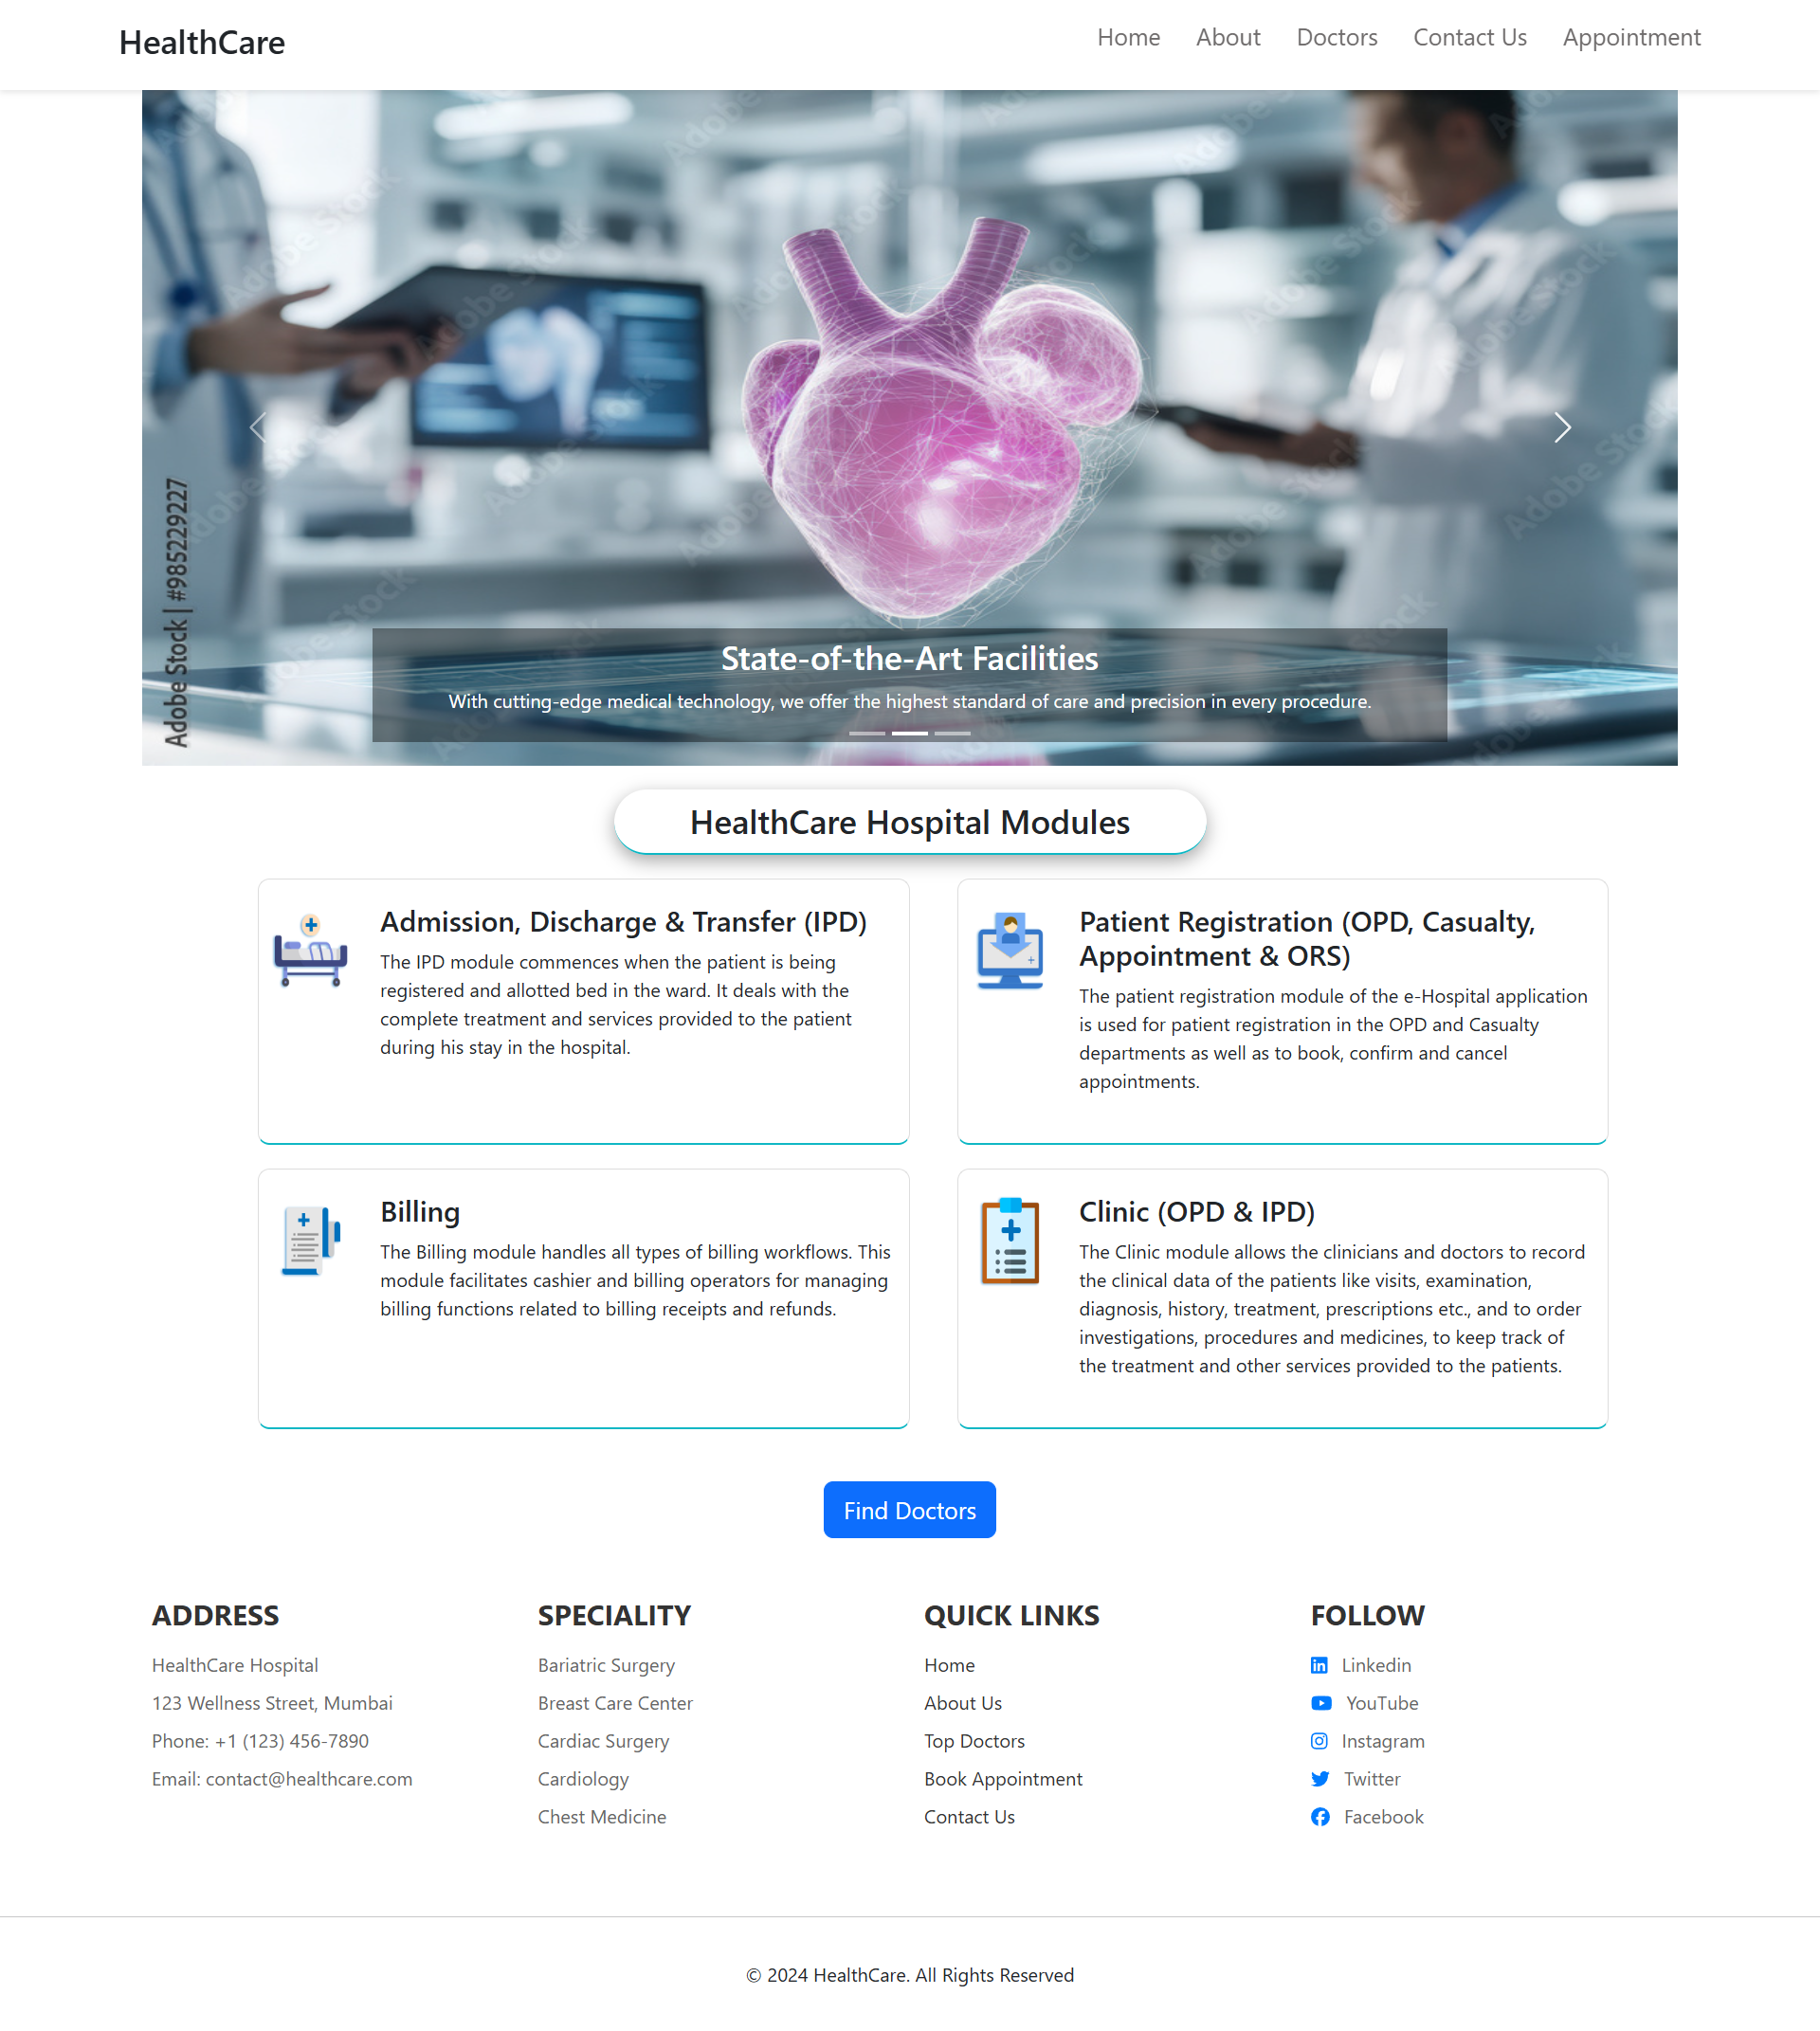 HealthCare
Home About Doctors Contact Us Appointment
Adobe Stock | #985229227
State-of-the-Art Facilities
With cutting-edge medical technology, we offer the highest standard of care and precision in every procedure.
HealthCare Hospital Modules
Admission, Discharge & Transfer (IPD)
The IPD module commences when the patient is being
registered and allotted bed in the ward. It deals with the
complete treatment and services provided to the patient
during his stay in the hospital.
Patient Registration (OPD, Casualty,
Appointment & ORS)
The patient registration module of the e-Hospital application
is used for patient registration in the OPD and Casualty
departments as well as to book, confirm and cancel
appointments.
Billing
The Billing module handles all types of billing workflows. This
module facilitates cashier and billing operators for managing
billing functions related to billing receipts and refunds.
Clinic (OPD & IPD)
The Clinic module allows the clinicians and doctors to record
the clinical data of the patients like visits, examination,
diagnosis, history, treatment, prescriptions etc., and to order
investigations, procedures and medicines, to keep track of
the treatment and other services provided to the patients.
Find Doctors
ADDRESS
HealthCare Hospital
123 Wellness Street, Mumbai
Phone: +1 (123) 456-7890
Email: contact@healthcare.com
SPECIALITY
Bariatric Surgery
Breast Care Center
Cardiac Surgery
Cardiology
Chest Medicine
QUICK LINKS
Home
About Us
Top Doctors
Book Appointment
Contact Us
FOLLOW
Linkedin
YouTube
Instagram
Twitter
Facebook
© 2024 HealthCare. All Rights Reserved